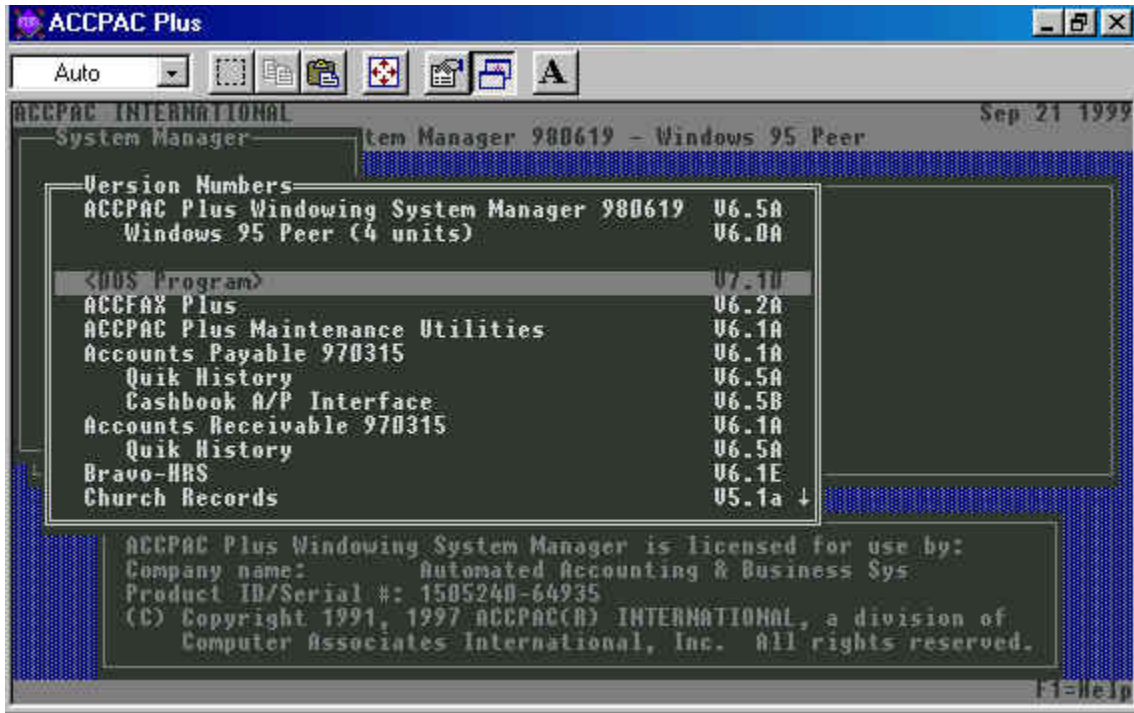 ACCPAC Plus
Auto
A
ACCPAC INTERNATIONAL Sep 21 1999
System Manager tem Manager 980619 - Windows 95 Peer
Version Numbers
ACCPAC Plus Windowing System Manager 980619 V6.5A
Windows 95 Peer (4 units) V6.0A
<DOS Program> V7.10
ACCFAX Plus V6.2A
ACCPAC Plus Maintenance Utilities V6.1A
Accounts Payable 970315 V6.1A
Quik History V6.5A
Cashbook A/P Interface V6.5B
Accounts Receivable 970315 V6.1A
Quik History V6.5A
Bravo-HRS V6.1E
Church Records V5.1a ↓
ACCPAC Plus Windowing System Manager is licensed for use by:
Company name: Automated Accounting & Business Sys
Product ID/Serial #: 1505240-64935
(C) Copyright 1991, 1997 ACCPAC(R) INTERNATIONAL, a division of
Computer Associates International, Inc. All rights reserved.
F1=Help